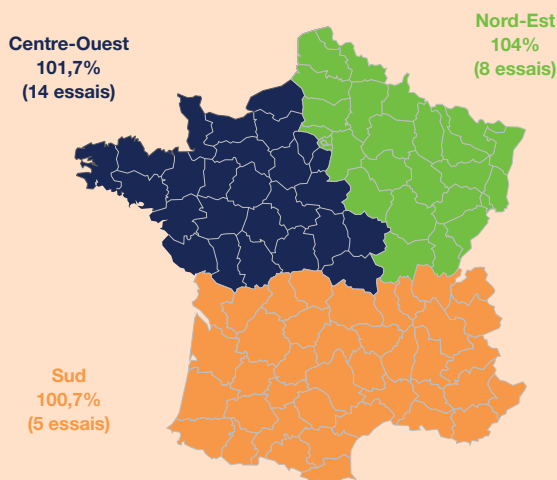 Centre-Ouest
101,7%
(14 essais)
Nord-Est
104%
(8 essais)
Sud
100,7%
(5 essais)